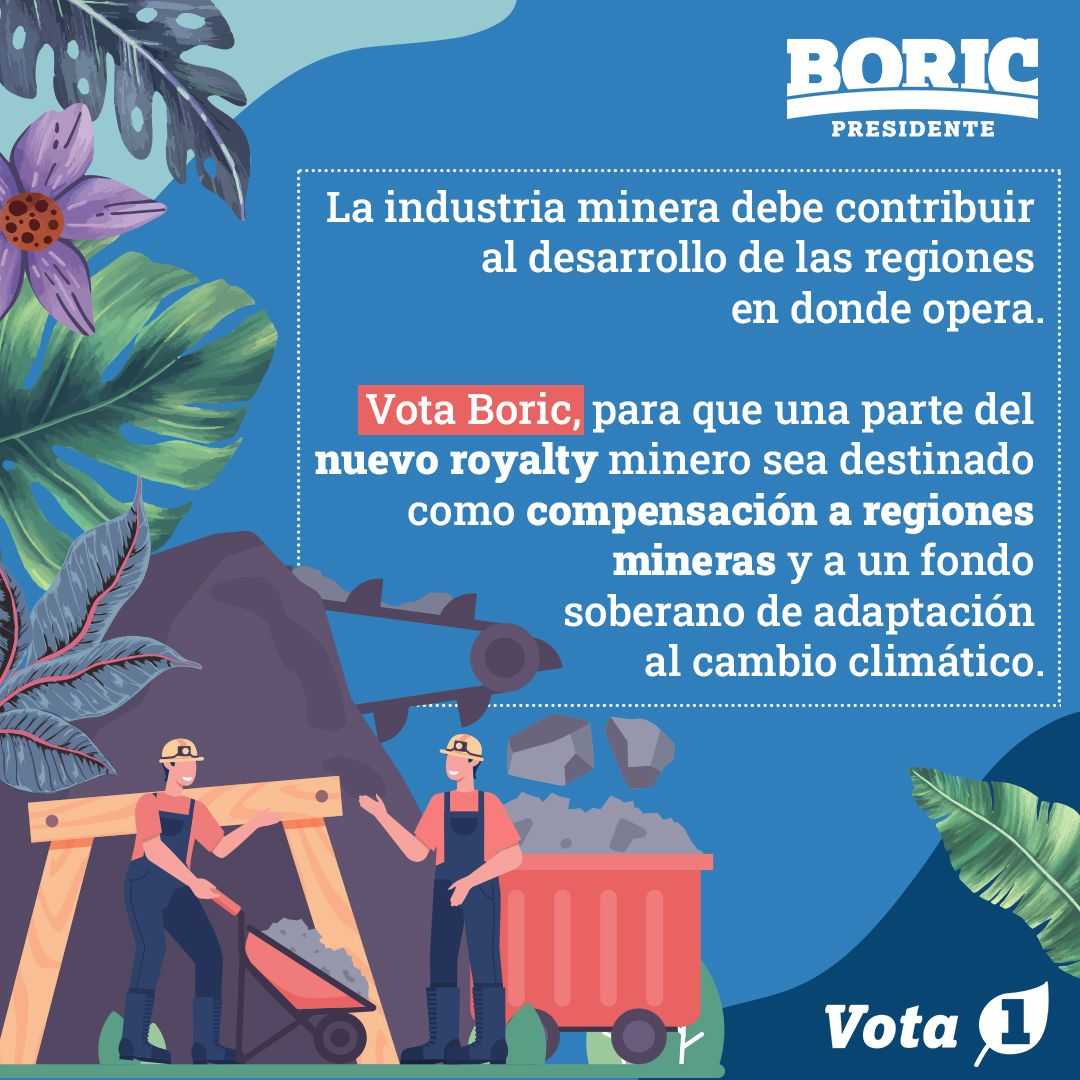 BORIC
PRESIDENTE
La industria minera debe contribuir
al desarrollo de las regiones
en donde opera.
Vota Boric, para que una parte del
nuevo royalty minero sea destinado
como compensación a regiones
mineras y a un fondo
soberano de adaptación
al cambio climático.
Vota 1